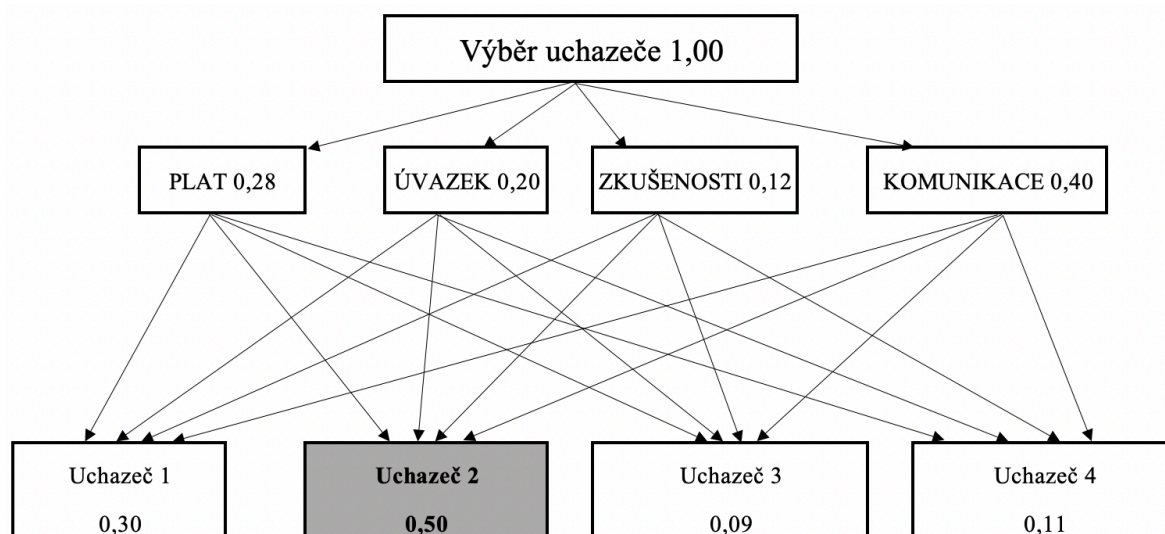 Výběr uchazeče 1,00
PLAT 0,28
ÚVAZEK 0,20
ZKUŠENOSTI 0,12
KOMUNIKACE 0,40
Uchazeč 1
0,30
Uchazeč 2
0,50
Uchazeč 3
0,09
Uchazeč 4
0,11